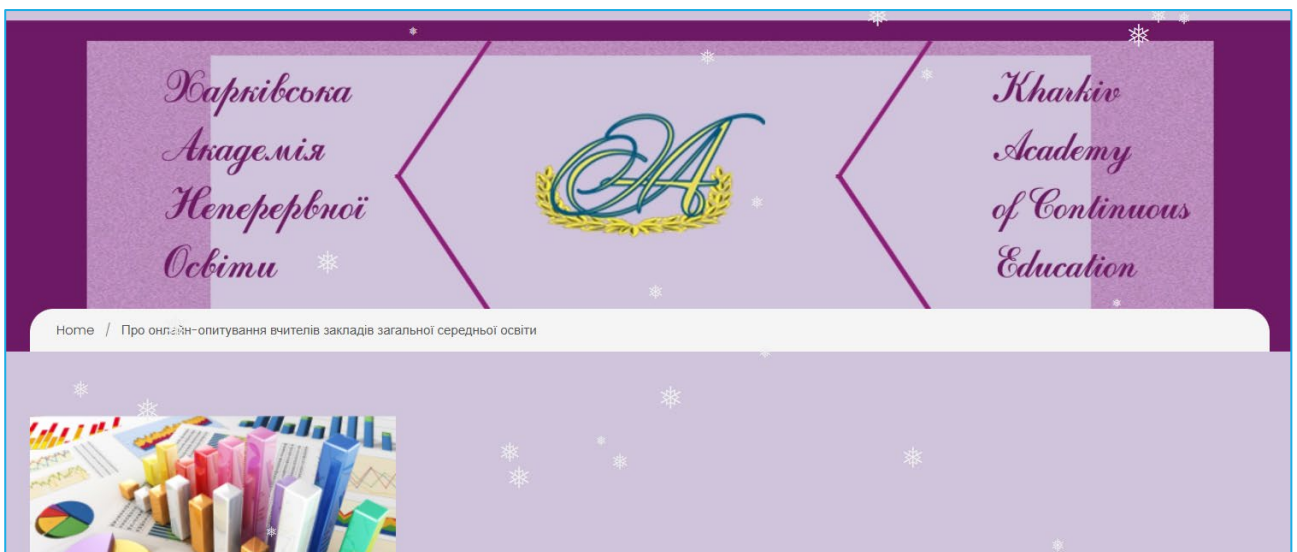 Харківська
Академія
Неперервної
Освіти
Kharkiv
Academy
of Continuous
Education
Home / Про онлайн-опитування вчителів закладів загальної середньої освіти